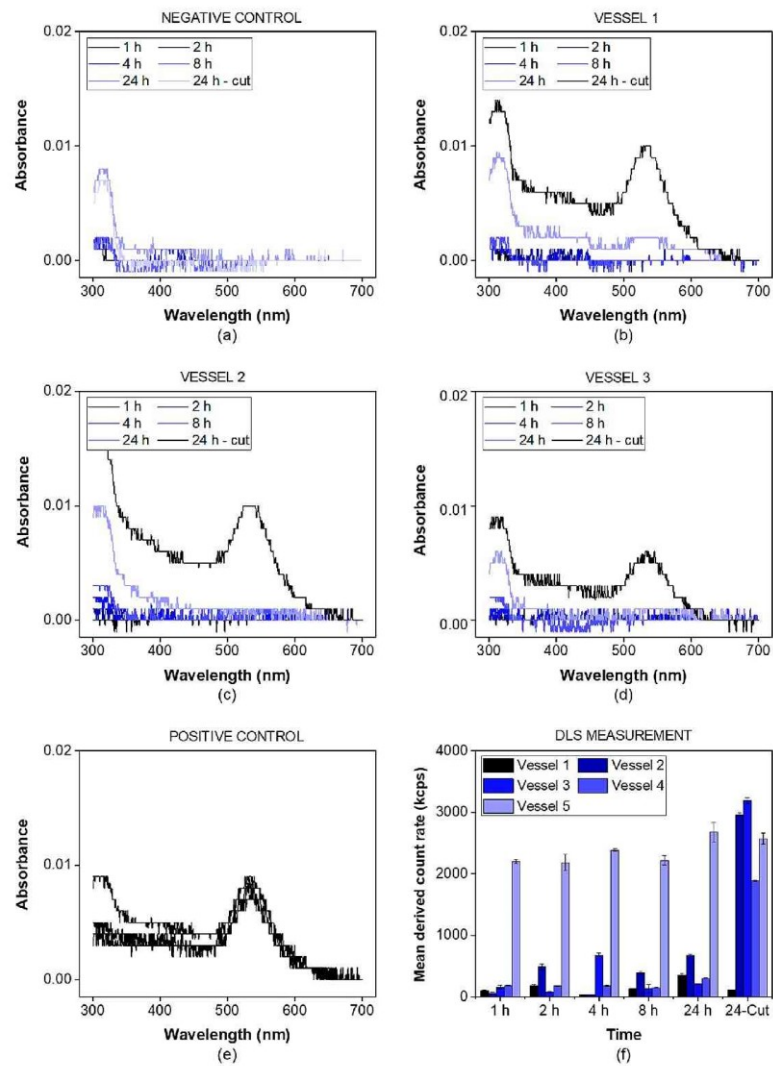 NEGATIVE CONTROL
0.02
0.01
0.00
Absorbance
1 h 2 h
4 h 8 h
24 h 24 h - cut
300 400 500 600 700
Wavelength (nm)
(a)
VESSEL 1
0.02
0.01
0.00
Absorbance
1 h 2 h
4 h 8 h
24 h 24 h - cut
300 400 500 600 700
Wavelength (nm)
(b)
VESSEL 2
0.02
0.01
0.00
Absorbance
1 h 2 h
4 h 8 h
24 h 24 h - cut
300 400 500 600 700
Wavelength (nm)
(c)
VESSEL 3
0.02
0.01
0.00
Absorbance
1 h 2 h
4 h 8 h
24 h 24 h - cut
300 400 500 600 700
Wavelength (nm)
(d)
POSITIVE CONTROL
0.02
0.01
0.00
Absorbance
300 400 500 600 700
Wavelength (nm)
(e)
DLS MEASUREMENT
4000
3000
2000
1000
0
Mean derived count rate (kcps)
Vessel 1 Vessel 2
Vessel 3 Vessel 4
Vessel 5
1 h 2 h 4 h 8 h 24 h 24-Cut
Time
(f)